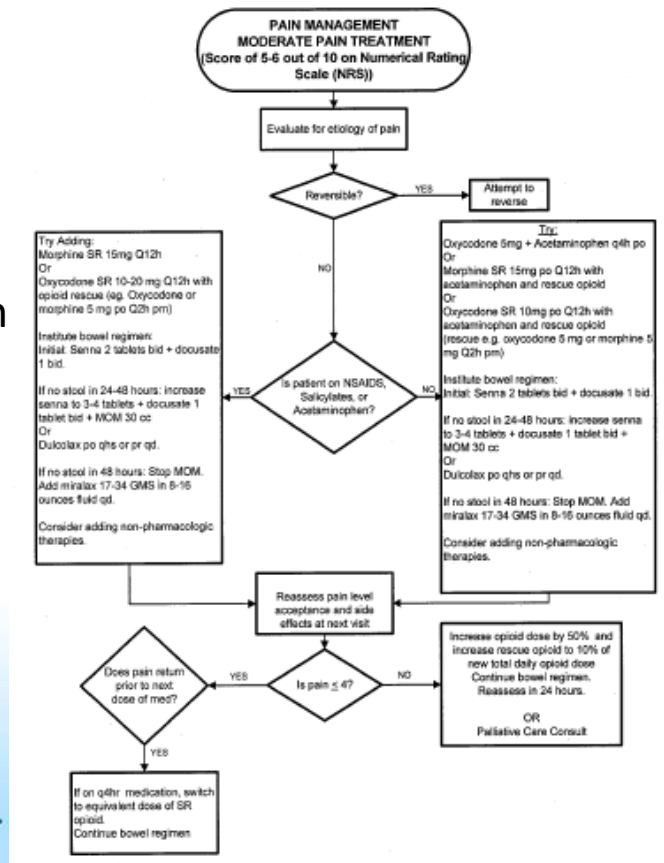 PAIN MANAGEMENT
MODERATE PAIN TREATMENT
(Score of 5-6 out of 10 on Numerical Rating
Scale (NRS))
Evaluate for etiology of pain
Reversible?
YES
Attempt to
reverse
NO
Try Adding:
Morphine SR 15mg Q12h
Or
Oxycodone SR 10-20 mg Q12h with
opioid rescue (eg. Oxycodone or
morphine 5 mg po Q2h prn)
Institute bowel regimen:
Initial: Senna 2 tablets bid + docusate
1 bid.
If no stool in 24-48 hours: increase
senna to 3-4 tablets + docusate 1
tablet bid + MOM 30 cc
Or
Dulcolax po qhs or pr qd.
If no stool in 48 hours: Stop MOM.
Add miralax 17-34 GMS in 8-16
ounces fluid qd.
Consider adding non-pharmacologic
therapies.
YES
Is patient on NSAIDS,
Salicylates, or
Acetaminophen?
NO
Try:
Oxycodone 5mg + Acetaminophen q4h po
Or
Morphine SR 15mg po Q12h with
acetaminophen and rescue opioid
Or
Oxycodone SR 10mg po Q12h with
acetaminophen and rescue opioid
(rescue e.g. oxycodone 5 mg or morphine 5
mg Q2h prn)
Institute bowel regimen:
Initial: Senna 2 tablets bid + docusate 1 bid.
If no stool in 24-48 hours: increase senna
to 3-4 tablets + docusate 1 tablet bid +
MOM 30 cc
Or
Dulcolax po qhs or pr qd.
If no stool in 48 hours: Stop MOM. Add
miralax 17-34 GMS in 8-16 ounces fluid qd.
Consider adding non-pharmacologic
therapies.
Reassess pain level
acceptance and side
effects at next visit
Is pain ≤ 4?
YES
NO
Does pain return
prior to next
dose of med?
YES
Increase opioid dose by 50% and
increase rescue opioid to 10% of
new total daily opioid dose
Continue bowel regimen.
Reassess in 24 hours.
OR
Palliative Care Consult
If on q4hr medication, switch
to equivalent dose of SR
opioid.
Continue bowel regimen